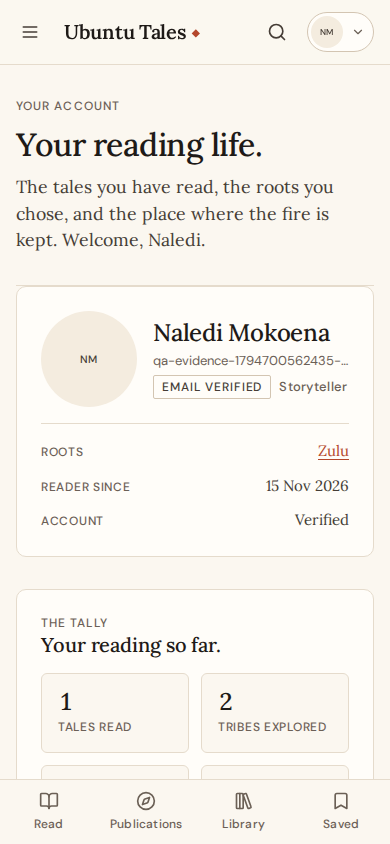 Ubuntu Tales
NM
YOUR ACCOUNT
Your reading life.
The tales you have read, the roots you
chose, and the place where the fire is
kept. Welcome, Naledi.
NM
Naledi Mokoena
qa-evidence-1794700562435-...
EMAIL VERIFIED Storyteller
ROOTS Zulu
READER SINCE 15 Nov 2026
ACCOUNT Verified
THE TALLY
Your reading so far.
1 2
TALES READ TRIBES EXPLORED
Read Publications Library Saved